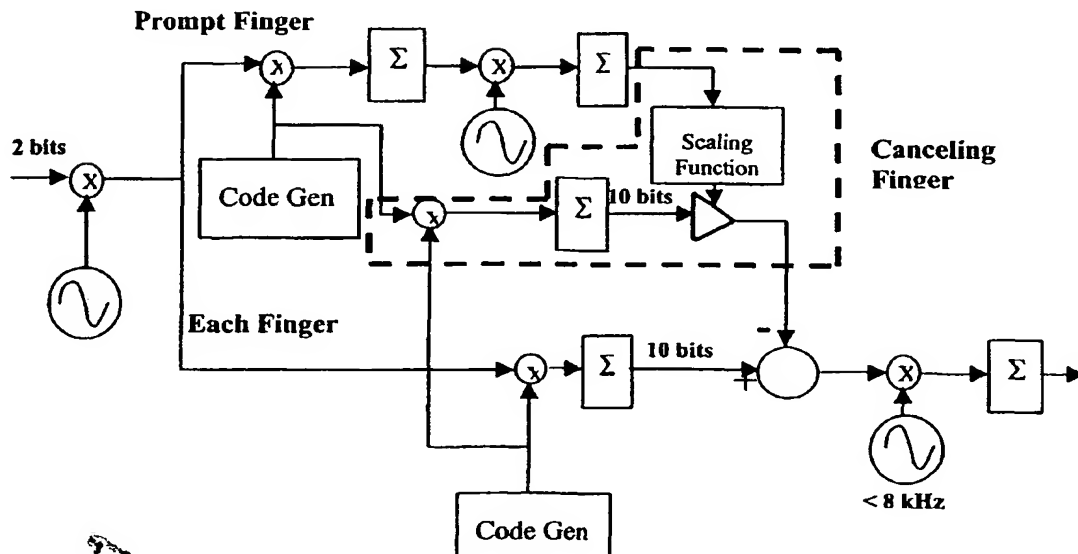 Prompt Finger
Σ
Σ
X
X
2 bits
X
Scaling
Function
Canceling
Finger
Code Gen
Σ
10 bits
x
Each Finger
Σ
10 bits
-
+
x
X
Σ
< 8 kHz
Code Gen